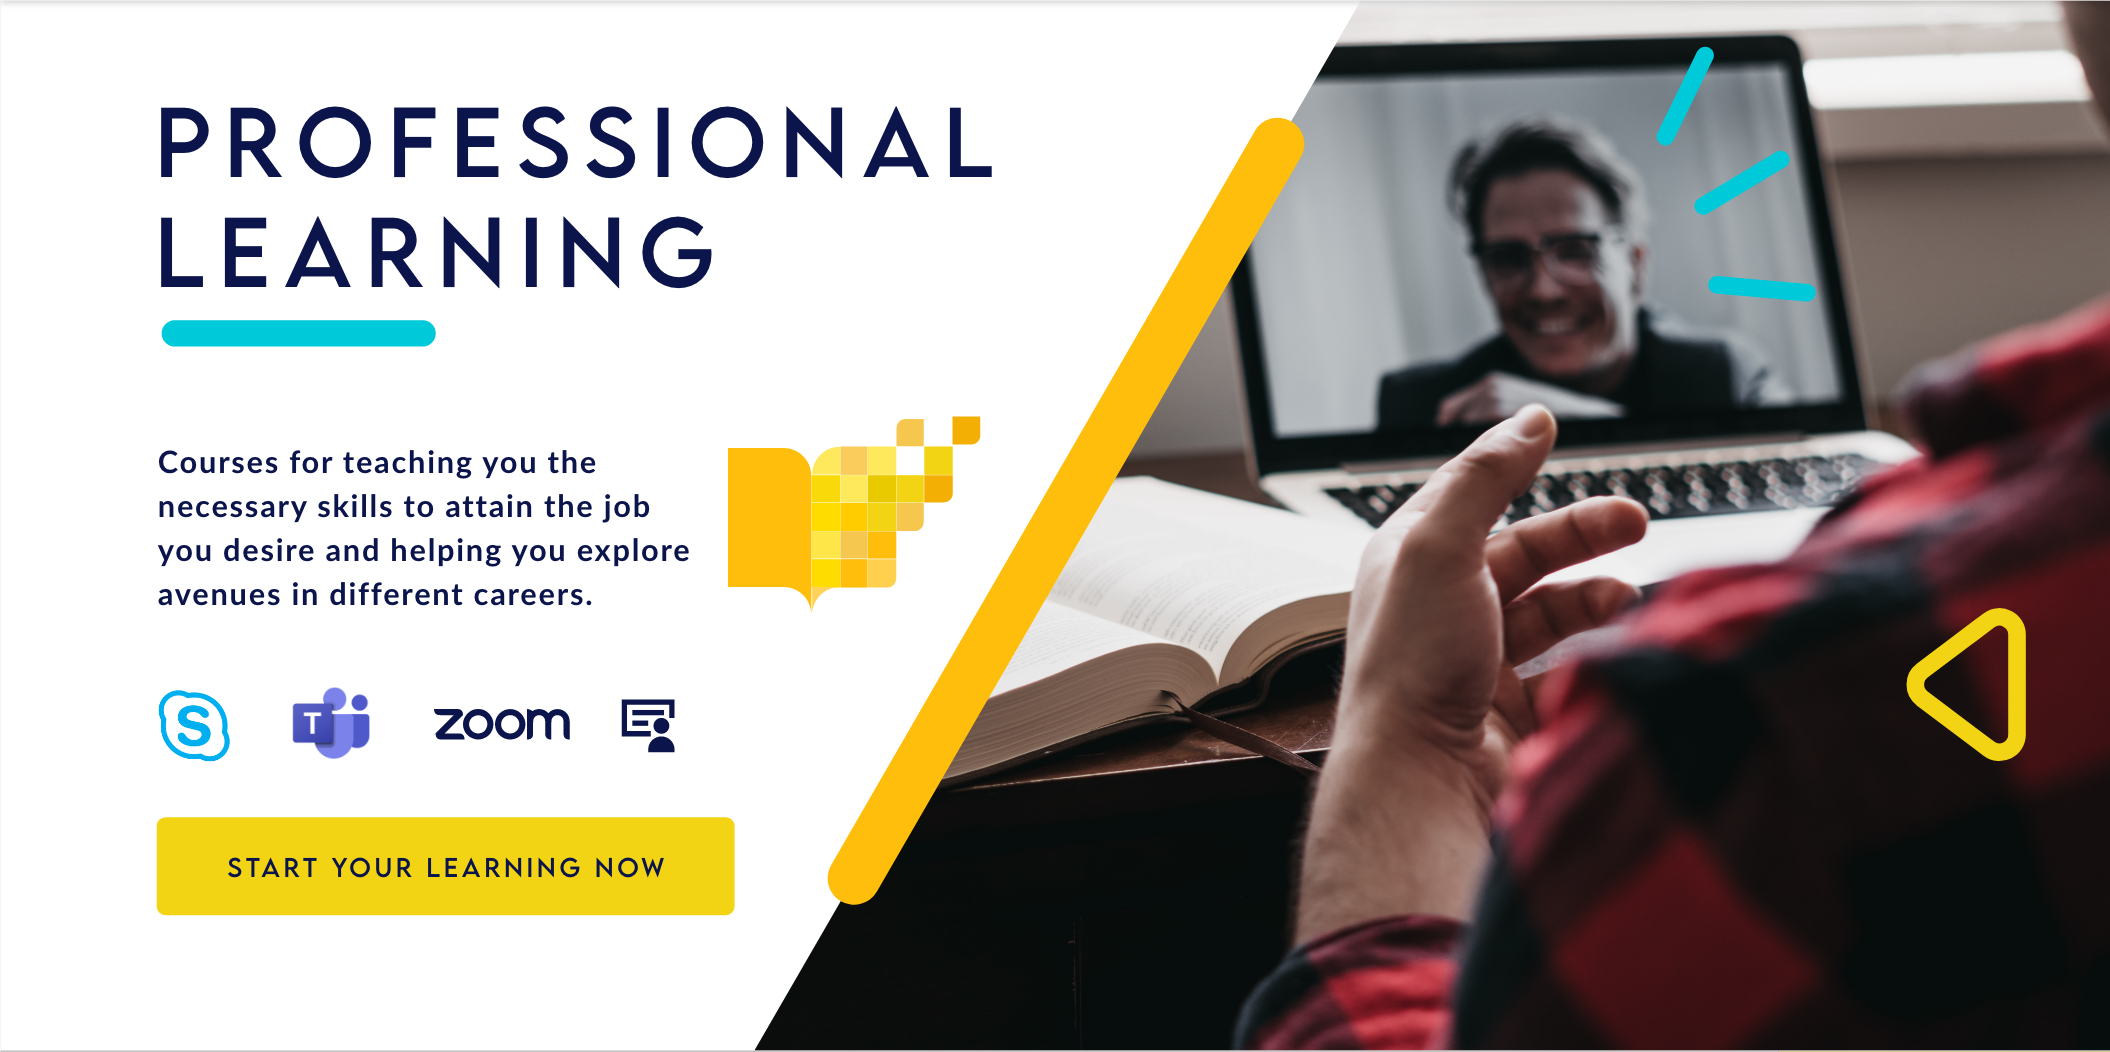 PROFESSIONAL
LEARNING
Courses for teaching you the
necessary skills to attain the job
you desire and helping you explore
avenues in different careers.
S T zoom
START YOUR LEARNING NOW